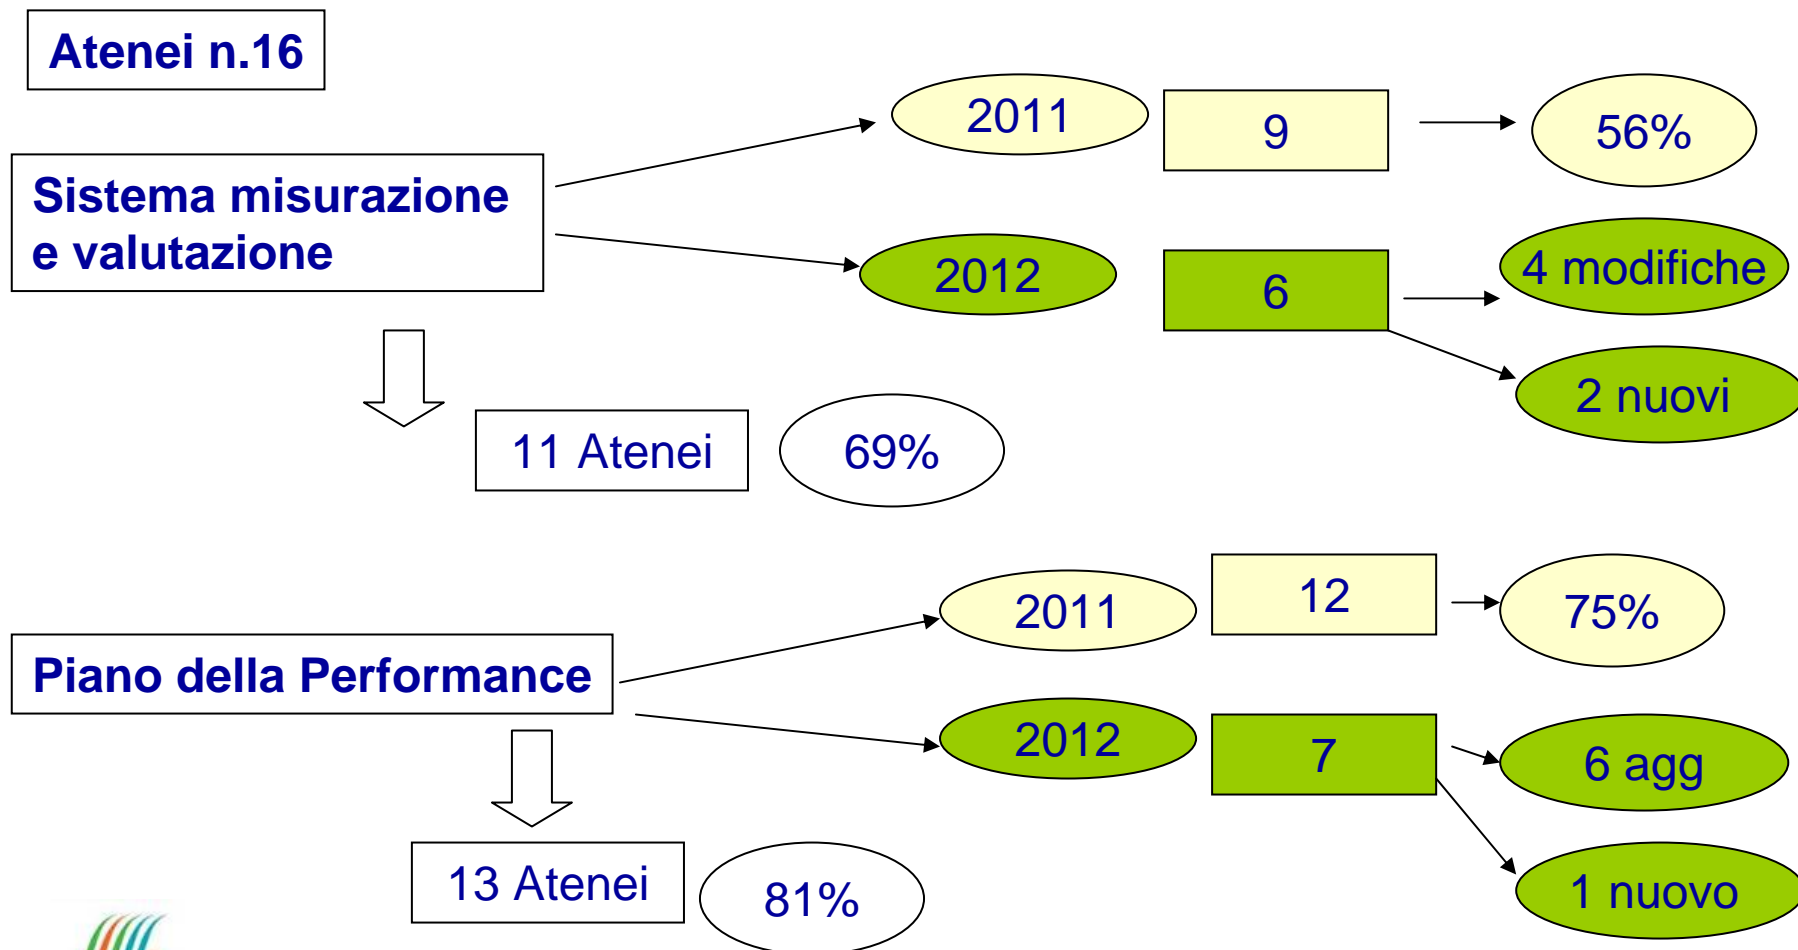 Atenei n.16
2011
9
56%
Sistema misurazione
e valutazione
2012
6
4 modifiche
2 nuovi
11 Atenei
69%
2011
12
75%
Piano della Performance
2012
7
6 agg
13 Atenei
81%
1 nuovo